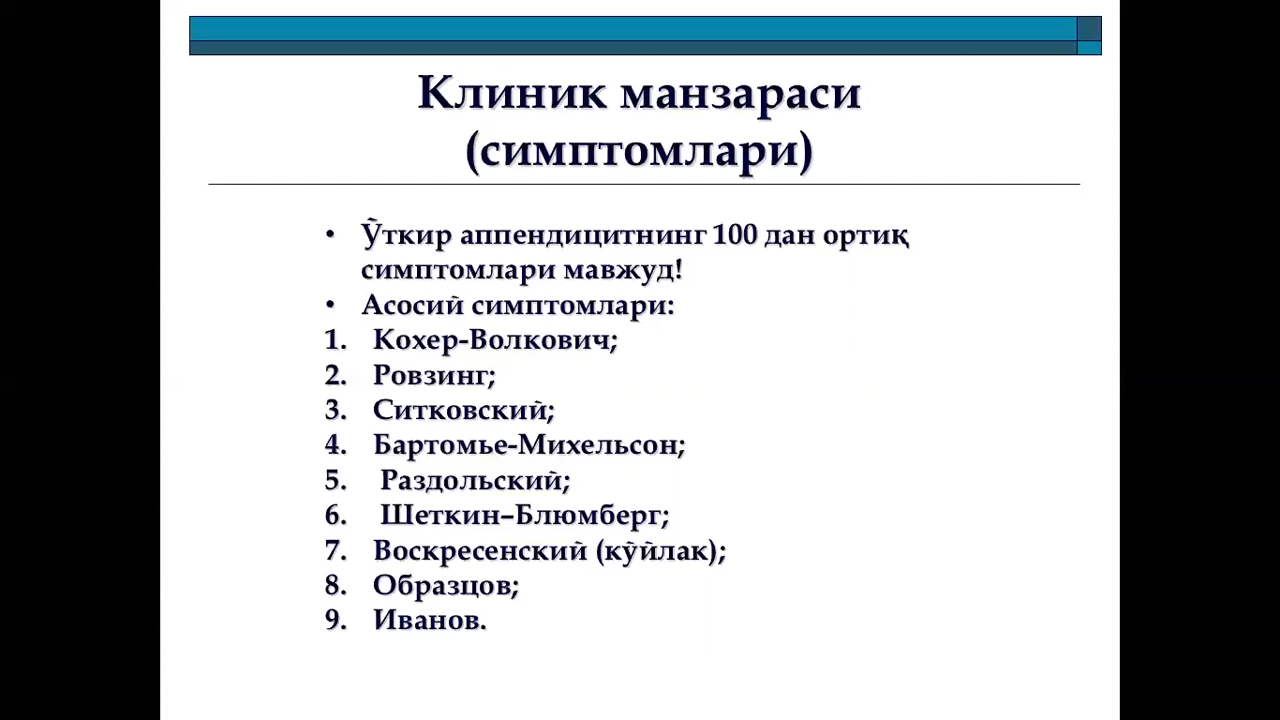 Клиник манзараси
(симптомлари)
• Ўткир аппендицитнинг 100 дан ортиқ
симптомлари мавжуд!
• Асосий симптомлари:
1. Кохер-Волкович;
2. Ровзинг;
3. Ситковский;
4. Бартомье-Михельсон;
5. Раздольский;
6. Шеткин–Блюмберг;
7. Воскресенский (кўйлак);
8. Образцов;
9. Иванов.